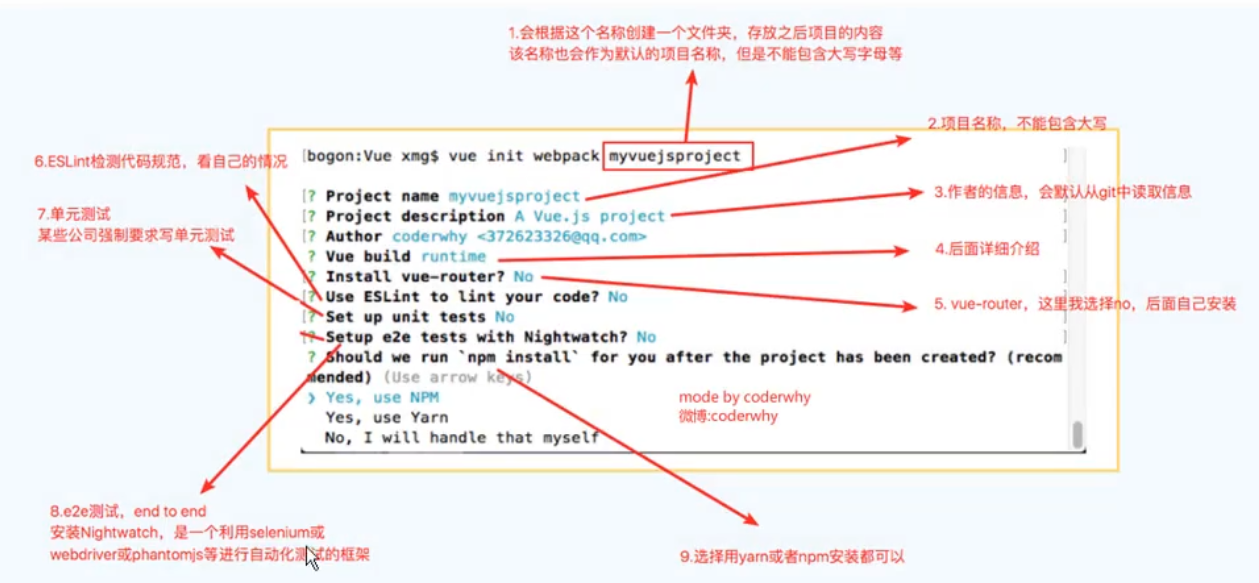 1.会根据这个名称创建一个文件夹，存放之后项目的内容
该名称也会作为默认的项目名称，但是不能包含大写字母等
2.项目名称，不能包含大写
6.ESLint检测代码规范，看自己的情况
[bogon:Vue xmg$ vue init webpack myvuejsproject ]
3.作者的信息，会默认从git中读取信息
7.单元测试
某些公司强制要求写单元测试
[? Project name myvuejsproject ]
[? Project description A Vue.js project ]
[? Author coderwhy <372623326@qq.com> ]
? Vue build runtime
4.后面详细介绍
[? Install vue-router? No ]
[? Use ESLint to lint your code? No ]
5. vue-router，这里我选择no，后面自己安装
[? Set up unit tests No ]
[? Setup e2e tests with Nightwatch? No ]
? Should we run `npm install` for you after the project has been created? (recom
mended) (Use arrow keys)
❯ Yes, use NPM
Yes, use Yarn
No, I will handle that myself
mode by coderwhy
微博:coderwhy
8.e2e测试，end to end
安装Nightwatch，是一个利用selenium或
webdriver或phantomjs等进行自动化测试的框架
9.选择用yarn或者npm安装都可以